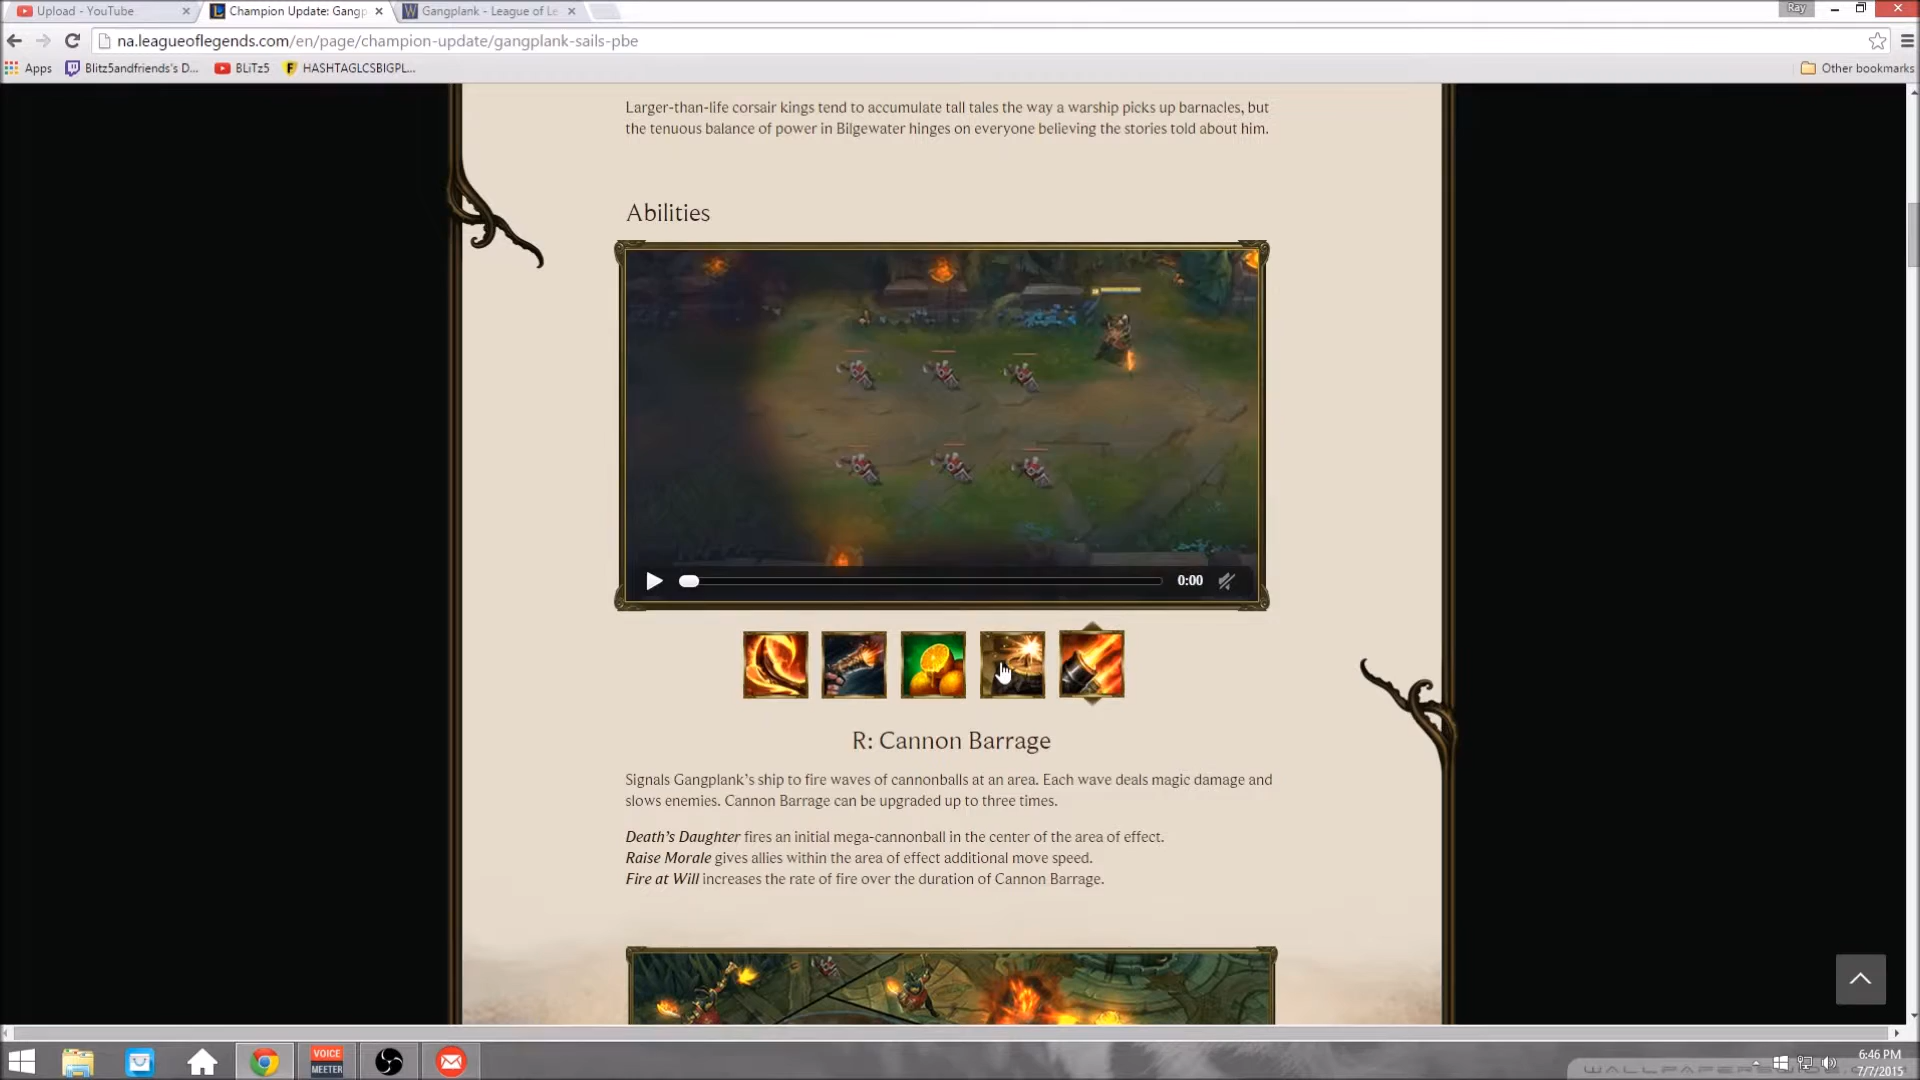 Upload - YouTube
Champion Update: Gangp
Gangplank - League of Le
Ray
na.leagueoflegends.com/en/page/champion-update/gangplank-sails-pbe
Apps
Blitz5andfriends's D...
BLiTz5
HASHTAGLCSBIGPL...
Other bookmarks
Larger-than-life corsair kings tend to accumulate tall tales the way a warship picks up barnacles, but
the tenuous balance of power in Bilgewater hinges on everyone believing the stories told about him.
Abilities
0:00
R: Cannon Barrage
Signals Gangplank's ship to fire waves of cannonballs at an area. Each wave deals magic damage and
slows enemies. Cannon Barrage can be upgraded up to three times.
Death's Daughter fires an initial mega-cannonball in the center of the area of effect.
Raise Morale gives allies within the area of effect additional move speed.
Fire at Will increases the rate of fire over the duration of Cannon Barrage.
VOICE
MEETER
6:46 PM
7/7/2015